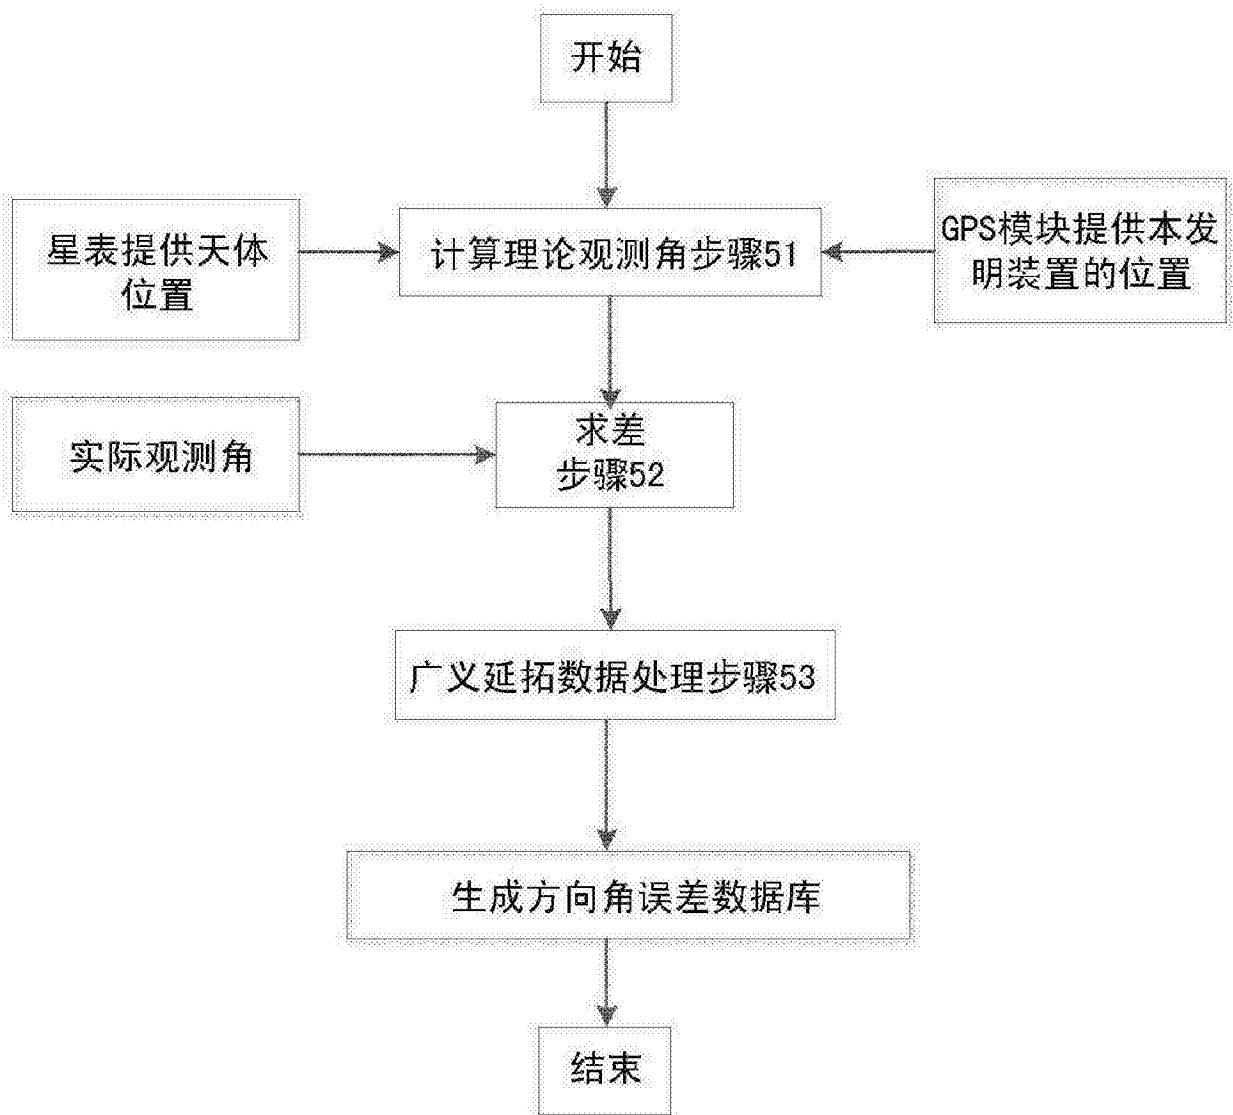 开始
星表提供天体
位置
计算理论观测角步骤51
GPS模块提供本发
明装置的位置
实际观测角
求差
步骤52
广义延拓数据处理步骤53
生成方向角误差数据库
结束